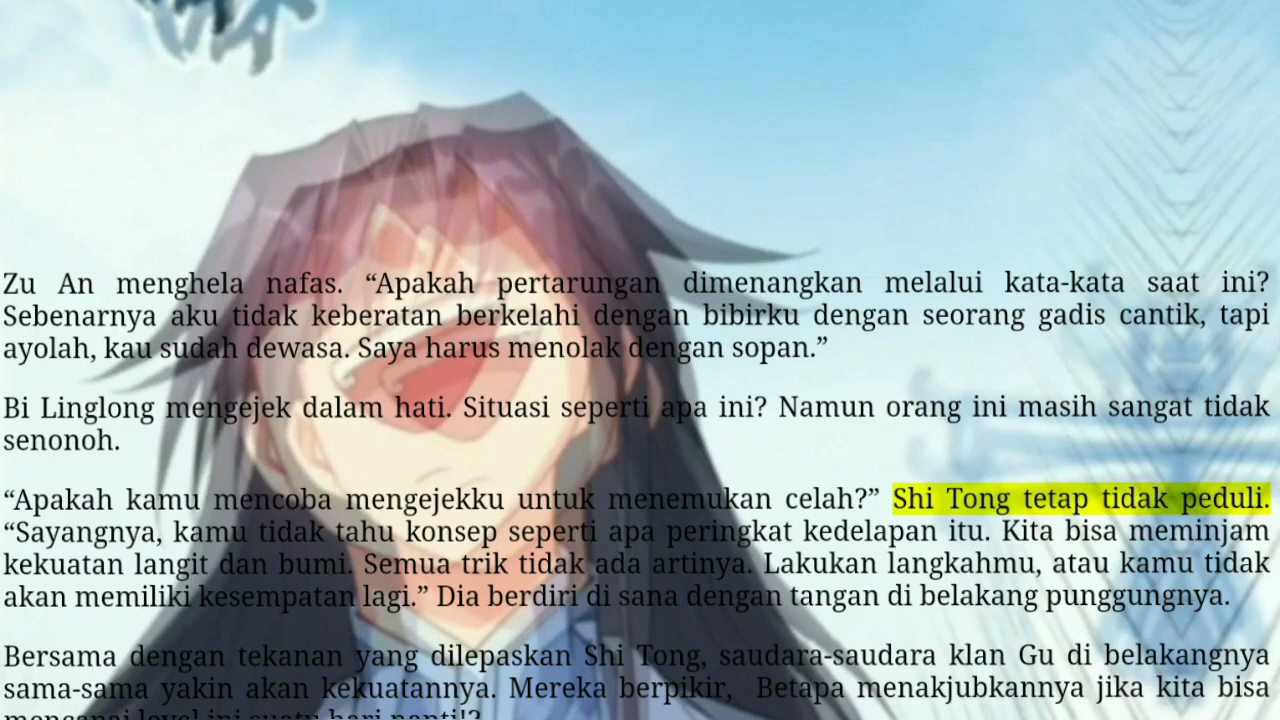 Zu An menghela nafas. “Apakah pertarungan dimenangkan melalui kata-kata saat ini?
Sebenarnya aku tidak keberatan berkelahi dengan bibirku dengan seorang gadis cantik, tapi
ayolah, kau sudah dewasa. Saya harus menolak dengan sopan.”
Bi Linglong mengejek dalam hati. Situasi seperti apa ini? Namun orang ini masih sangat tidak
senonoh.
“Apakah kamu mencoba mengejekku untuk menemukan celah?” Shi Tong tetap tidak peduli.
“Sayangnya, kamu tidak tahu konsep seperti apa peringkat kedelapan itu. Kita bisa meminjam
kekuatan langit dan bumi. Semua trik tidak ada artinya. Lakukan langkahmu, atau kamu tidak
akan memiliki kesempatan lagi.” Dia berdiri di sana dengan tangan di belakang punggungnya.
Bersama dengan tekanan yang dilepaskan Shi Tong, saudara-saudara klan Gu di belakangnya
sama-sama yakin akan kekuatannya. Mereka berpikir,  Betapa menakjubkannya jika kita bisa
mencapai level ini suatu hari nanti!?